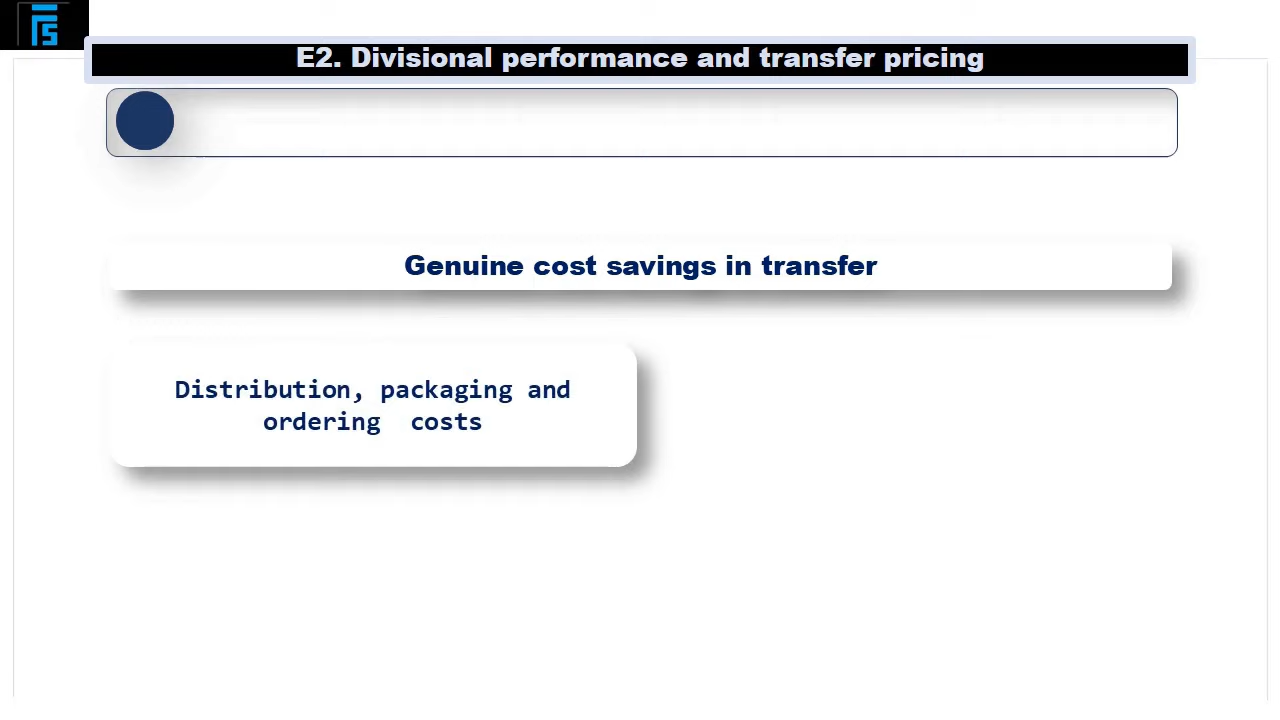 E2. Divisional performance and transfer pricing
Genuine cost savings in transfer
Distribution, packaging and
ordering costs